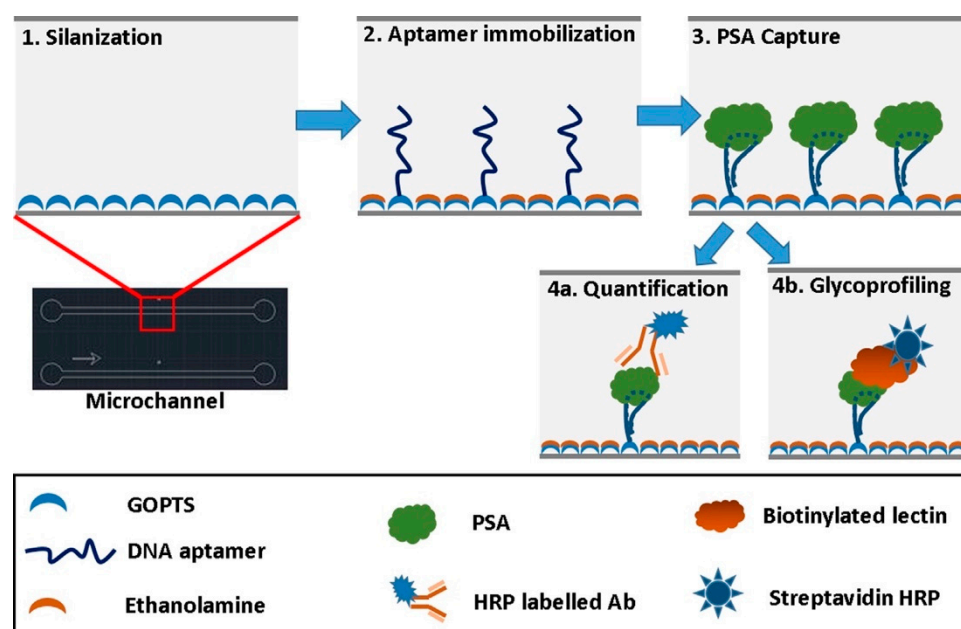 1. Silanization
2. Aptamer immobilization
3. PSA Capture
4a. Quantification
4b. Glycoprofiling
Microchannel
GOPTS
PSA
Biotinylated lectin
DNA aptamer
Ethanolamine
HRP labelled Ab
Streptavidin HRP